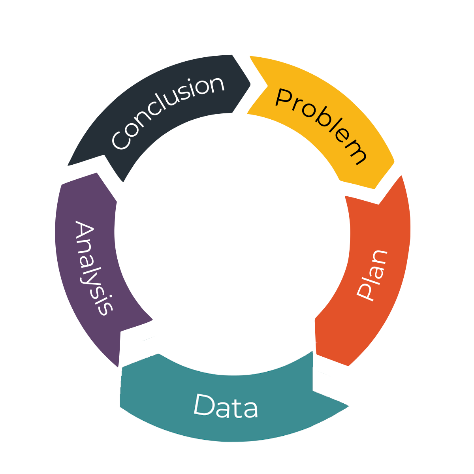 Problem
Plan
Data
Analysis
Conclusion